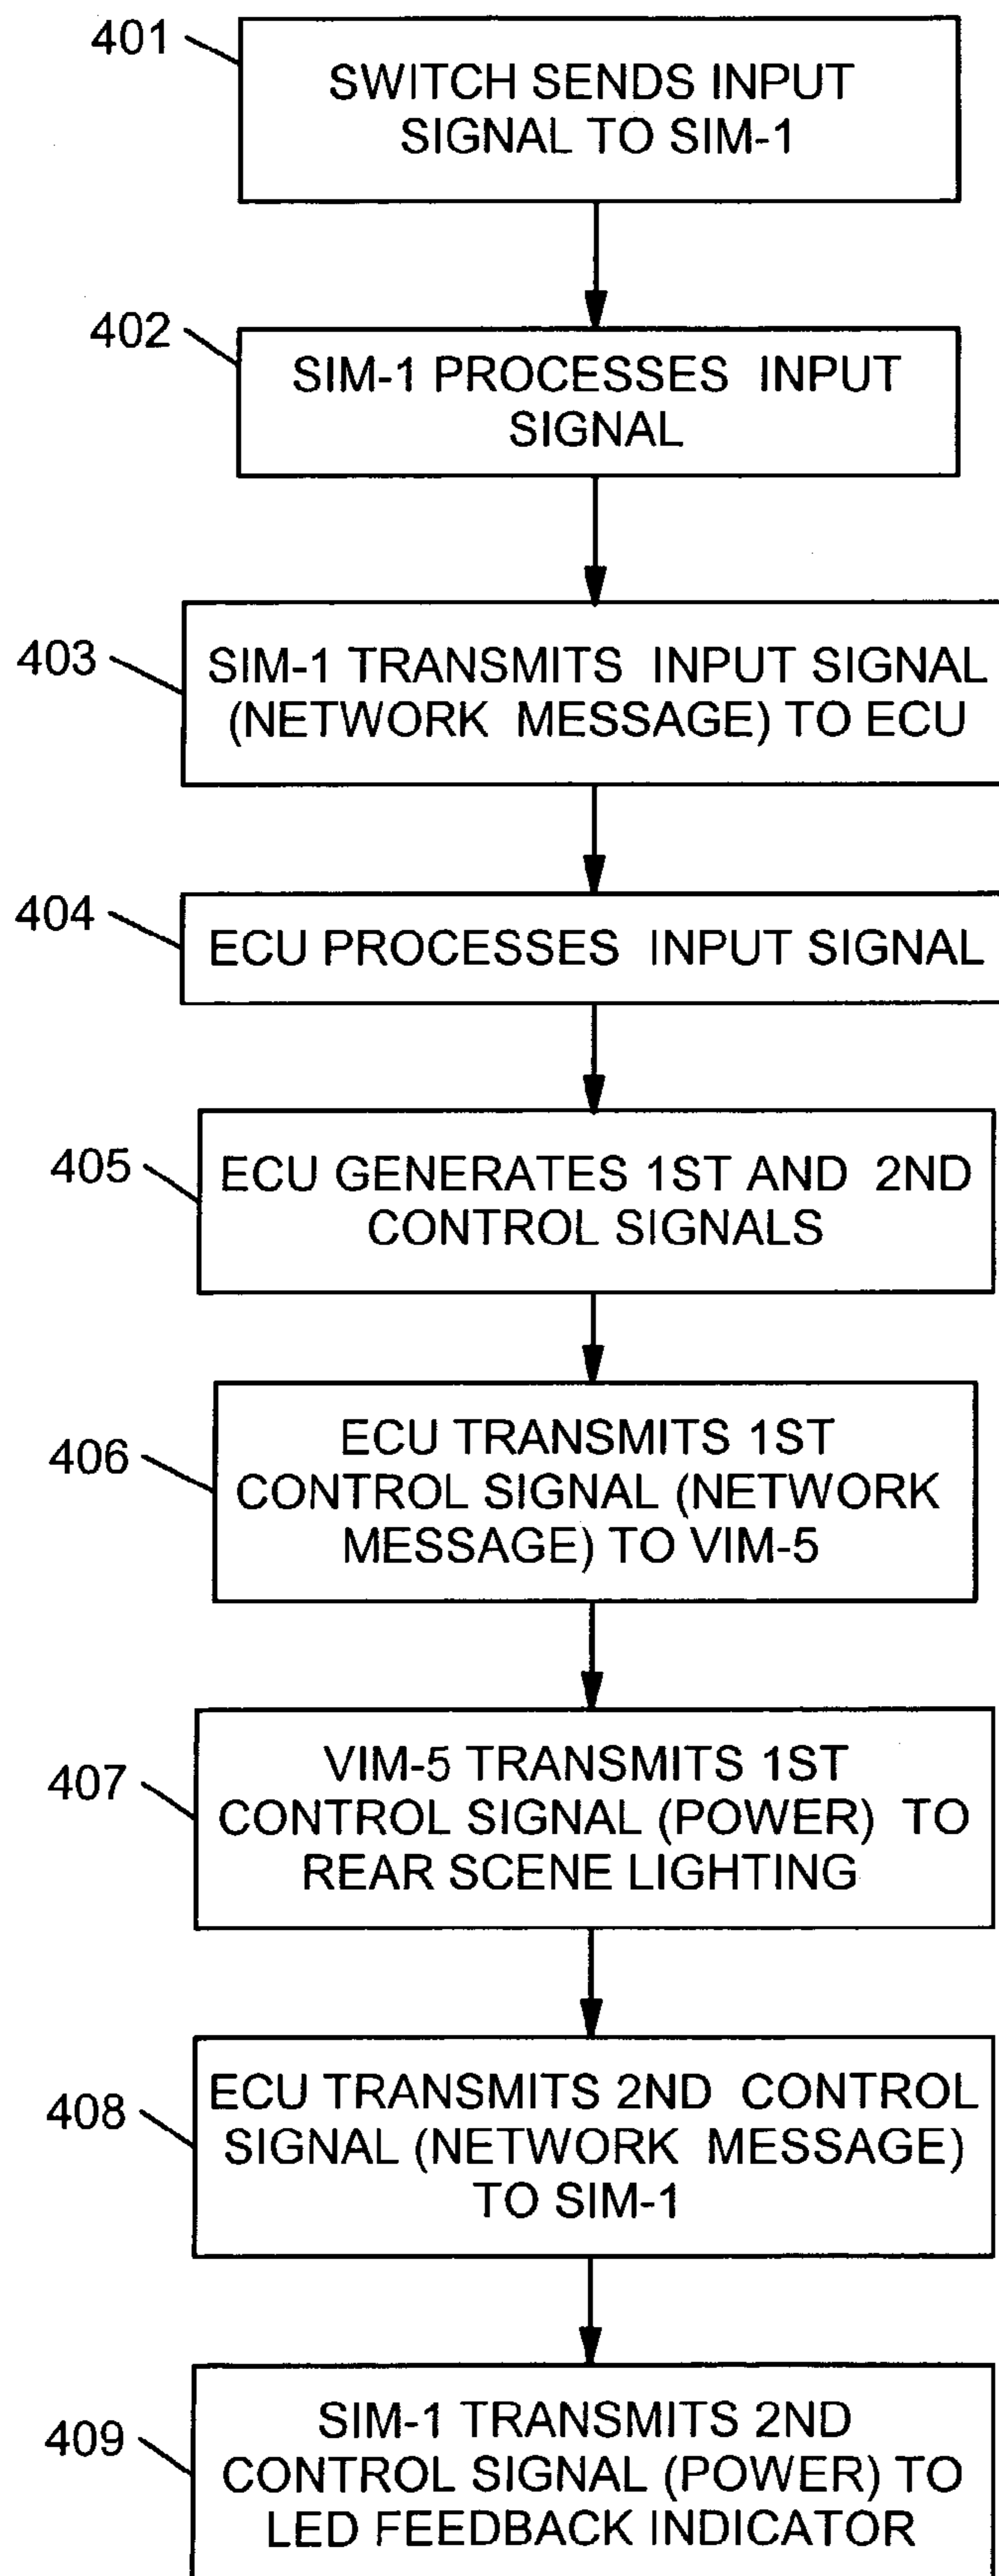 401
SWITCH SENDS INPUT
SIGNAL TO SIM-1
402
SIM-1 PROCESSES INPUT
SIGNAL
403
SIM-1 TRANSMITS INPUT SIGNAL
(NETWORK MESSAGE) TO ECU
404
ECU PROCESSES INPUT SIGNAL
405
ECU GENERATES 1ST AND 2ND
CONTROL SIGNALS
406
ECU TRANSMITS 1ST
CONTROL SIGNAL (NETWORK
MESSAGE) TO VIM-5
407
VIM-5 TRANSMITS 1ST
CONTROL SIGNAL (POWER) TO
REAR SCENE LIGHTING
408
ECU TRANSMITS 2ND CONTROL
SIGNAL (NETWORK MESSAGE)
TO SIM-1
409
SIM-1 TRANSMITS 2ND
CONTROL SIGNAL (POWER) TO
LED FEEDBACK INDICATOR